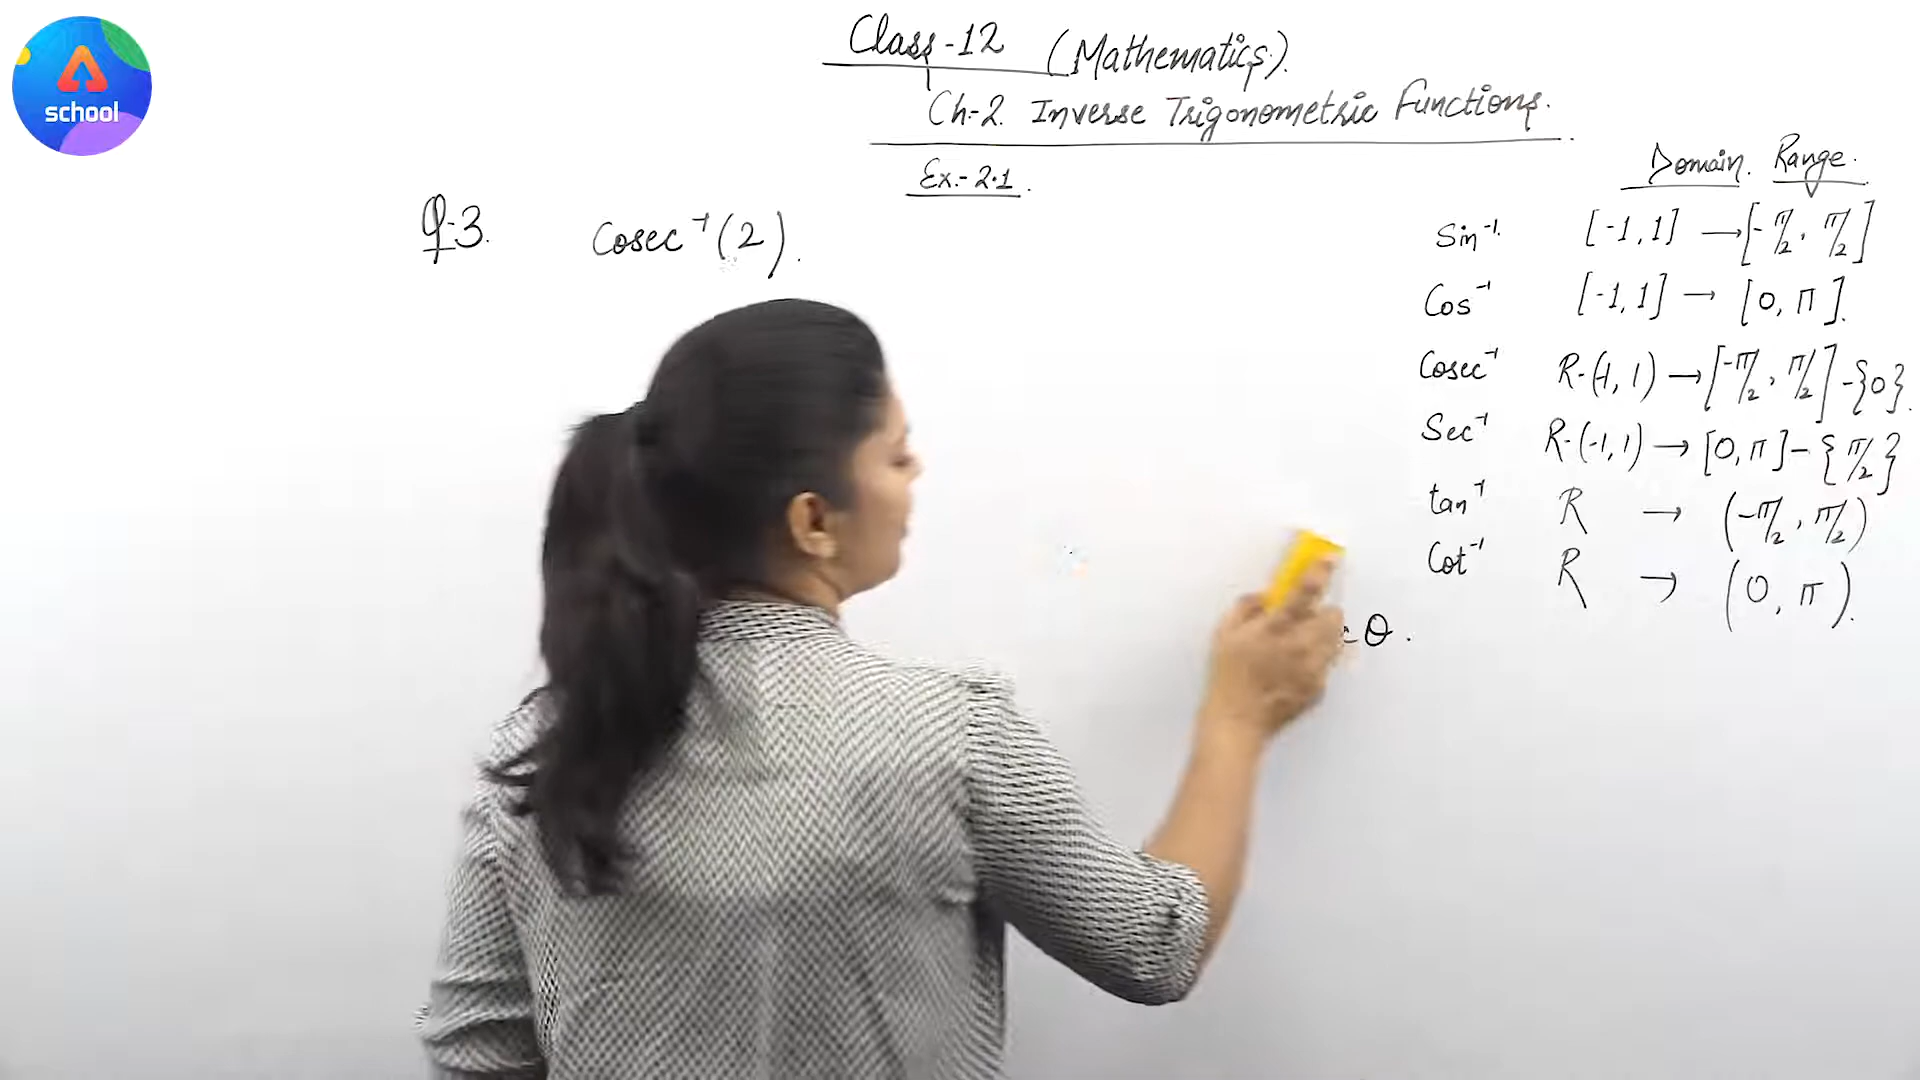 school
Class-12 (Mathematics).
Ch-2. Inverse Trigonometric Functions.
Ex.- 2.1.
Q.3. Cosec⁻¹(2).
Domain. Range.
Sin⁻¹. [-1,1] → [-π/2, π/2]
Cos⁻¹ [-1,1] → [0, π].
Cosec⁻¹ R-(-1, 1) → [-π/2, π/2] - {0}.
Sec⁻¹ R-(-1, 1) → [0, π] - {π/2}
tan⁻¹ R → (-π/2, π/2)
Cot⁻¹ R → (0, π).
θ.